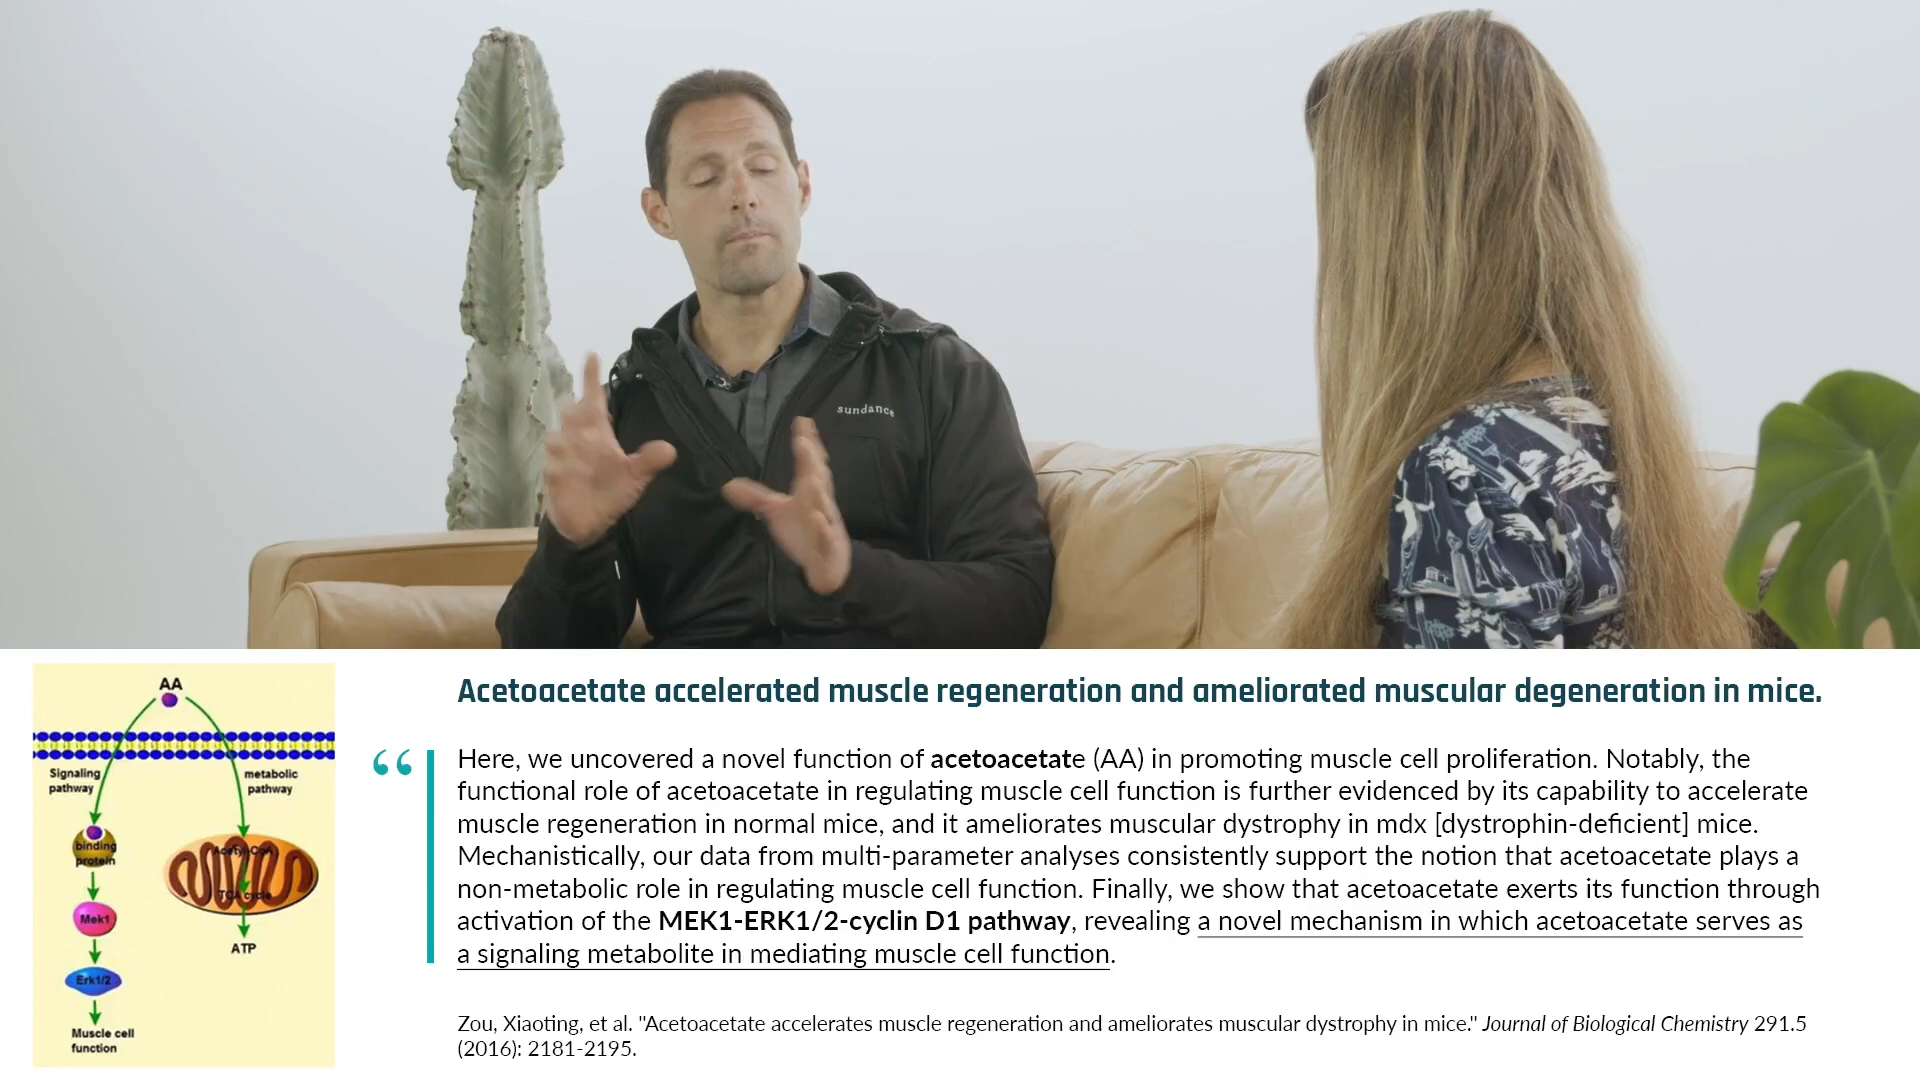 sundance
Acetoacetate accelerated muscle regeneration and ameliorated muscular degeneration in mice.
AA
Signaling
pathway
metabolic
pathway
binding
protein
Acetyl-CoA
TCA cycle
Mek1
ATP
Erk1/2
Muscle cell
function
“
Here, we uncovered a novel function of acetoacetate (AA) in promoting muscle cell proliferation. Notably, the
functional role of acetoacetate in regulating muscle cell function is further evidenced by its capability to accelerate
muscle regeneration in normal mice, and it ameliorates muscular dystrophy in mdx [dystrophin-deficient] mice.
Mechanistically, our data from multi-parameter analyses consistently support the notion that acetoacetate plays a
non-metabolic role in regulating muscle cell function. Finally, we show that acetoacetate exerts its function through
activation of the MEK1-ERK1/2-cyclin D1 pathway, revealing a novel mechanism in which acetoacetate serves as
a signaling metabolite in mediating muscle cell function.
Zou, Xiaoting, et al. "Acetoacetate accelerates muscle regeneration and ameliorates muscular dystrophy in mice." Journal of Biological Chemistry 291.5
(2016): 2181-2195.